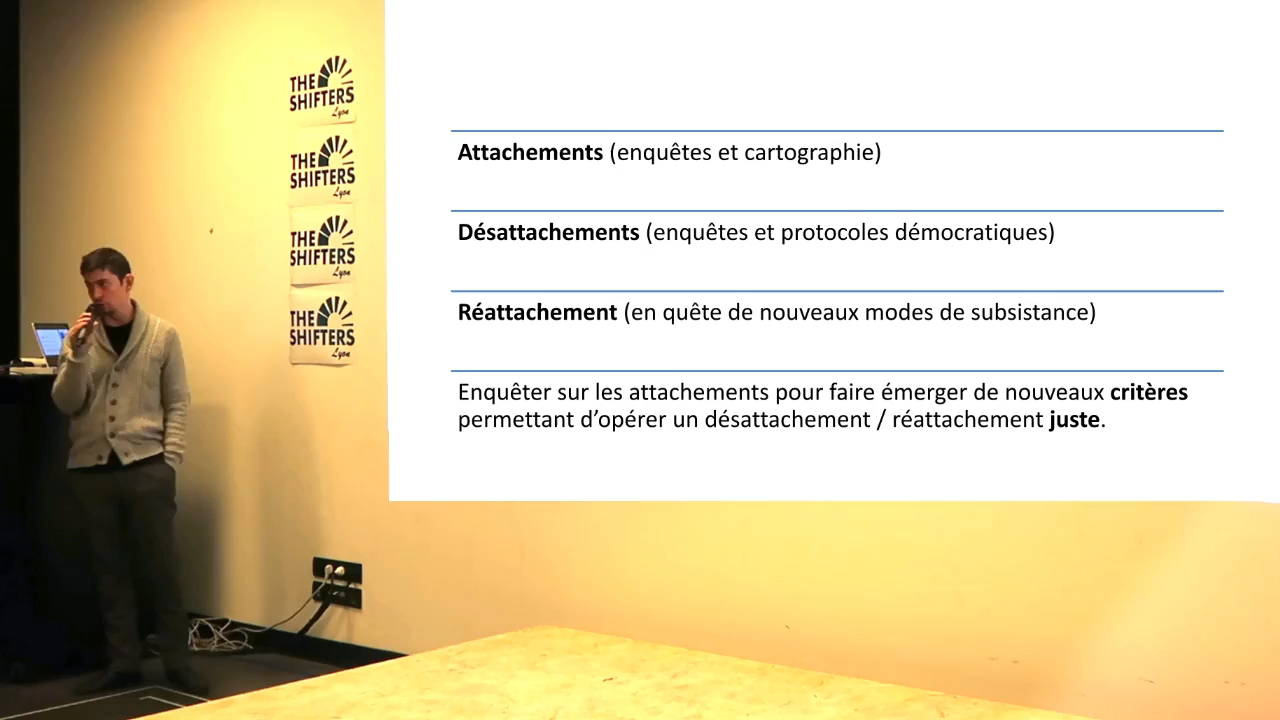 THE
SHIFTERS
Lyon
THE
SHIFTERS
Lyon
THE
SHIFTERS
Lyon
THE
SHIFTERS
Lyon
Attachements (enquêtes et cartographie)
Désattachements (enquêtes et protocoles démocratiques)
Réattachement (en quête de nouveaux modes de subsistance)
Enquêter sur les attachements pour faire émerger de nouveaux critères
permettant d’opérer un désattachement / réattachement juste.